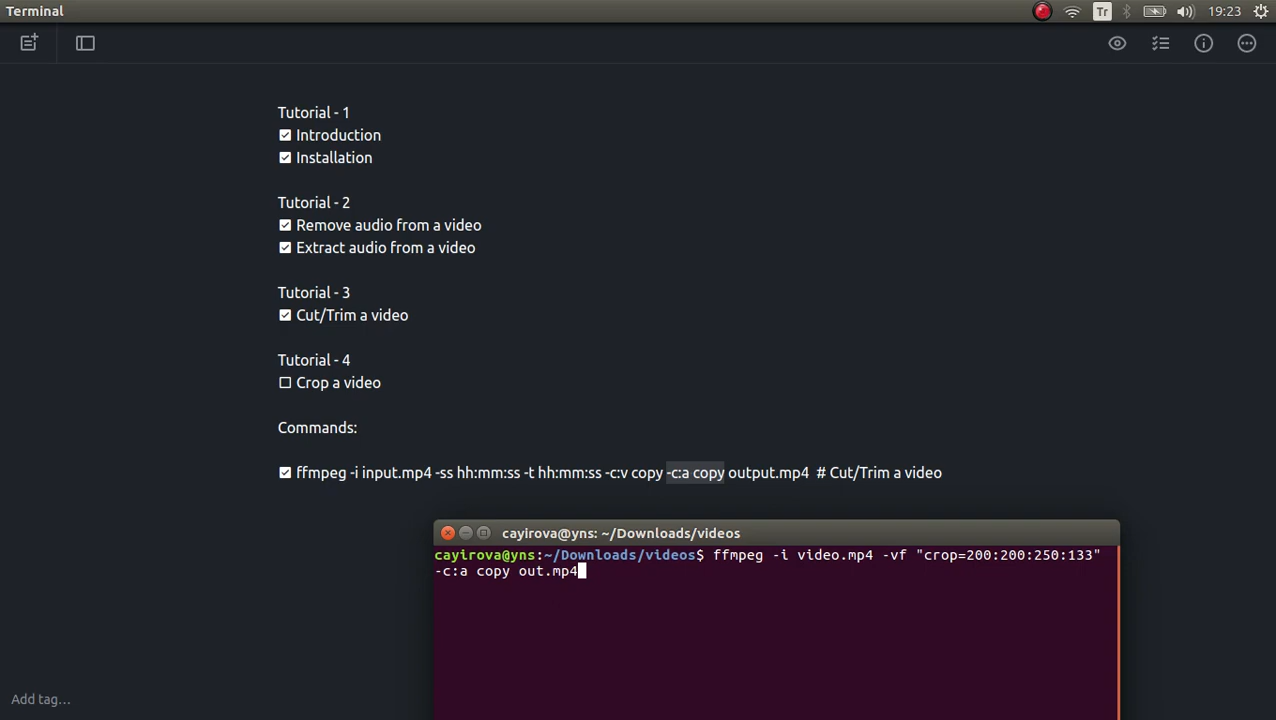 Terminal
Tr
19:23
Tutorial - 1
Introduction
Installation
Tutorial - 2
Remove audio from a video
Extract audio from a video
Tutorial - 3
Cut/Trim a video
Tutorial - 4
Crop a video
Commands:
ffmpeg -i input.mp4 -ss hh:mm:ss -t hh:mm:ss -c:v copy -c:a copy output.mp4  # Cut/Trim a video
cayirova@yns: ~/Downloads/videos
cayirova@yns:~/Downloads/videos$ ffmpeg -i video.mp4 -vf "crop=200:200:250:133"
-c:a copy out.mp4
Add tag...